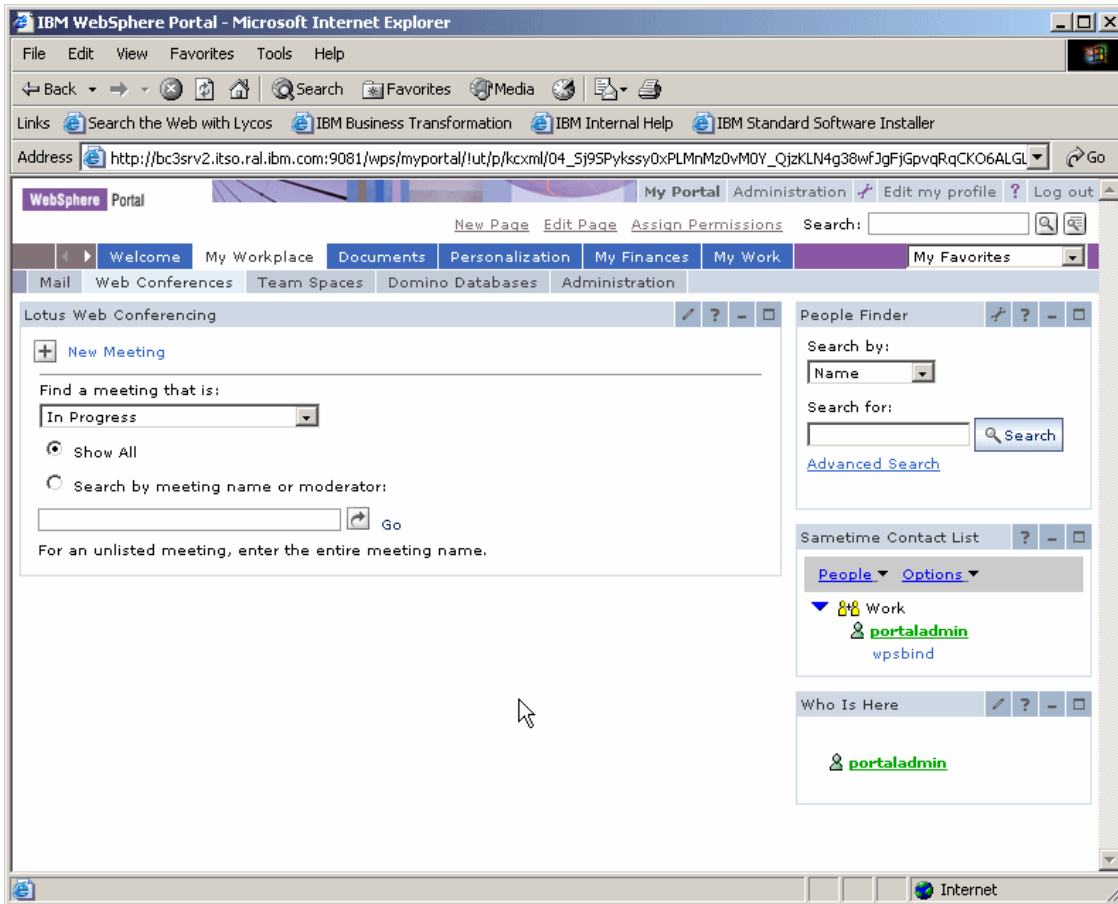 IBM WebSphere Portal - Microsoft Internet Explorer
File Edit View Favorites Tools Help
Back Search Favorites Media
Links Search the Web with Lycos IBM Business Transformation IBM Internal Help IBM Standard Software Installer
Address http://bc3srv2.itso.ral.ibm.com:9081/wps/myportal/!ut/p/kcxml/04_Sj9SPykssy0xPLMnMz0vM0Y_QjzKLN4g38wfJgFjGpvqRqCKO6ALGL Go
WebSphere Portal My Portal Administration Edit my profile ? Log out
New Page Edit Page Assign Permissions Search:
Welcome My Workplace Documents Personalization My Finances My Work My Favorites
Mail Web Conferences Team Spaces Domino Databases Administration
Lotus Web Conferencing ?
New Meeting
Find a meeting that is:
In Progress
Show All
Search by meeting name or moderator:
Go
For an unlisted meeting, enter the entire meeting name.
People Finder ?
Search by:
Name
Search for:
Search
Advanced Search
Sametime Contact List ?
People Options
Work
portaladmin
wpsbind
Who Is Here ?
portaladmin
Internet